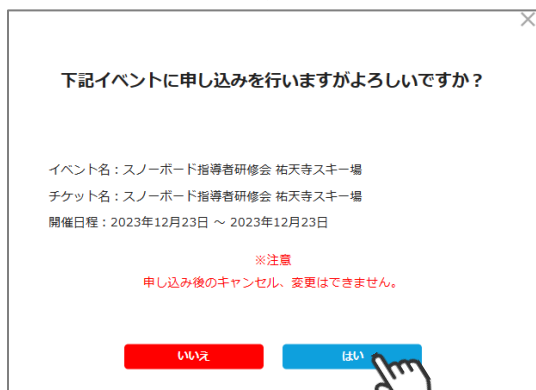 下記イベントに申し込みを行いますがよろしいですか？
イベント名：スノーボード指導者研修会 祐天寺スキー場
チケット名：スノーボード指導者研修会 祐天寺スキー場
開催日程：2023年12月23日 ～ 2023年12月23日
※注意
申し込み後のキャンセル、変更はできません。
いいえ はい